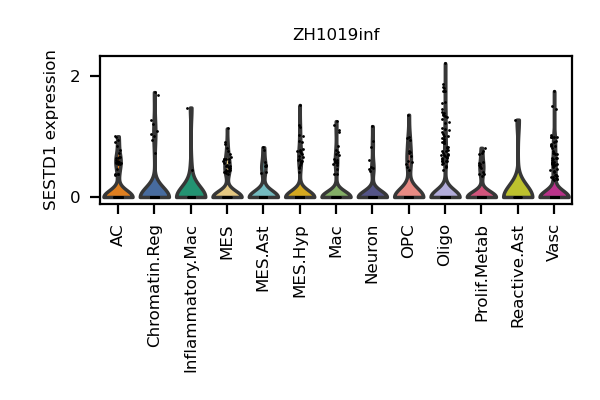 ZH1019inf
SESTD1 expression
2
0
AC
Chromatin.Reg
Inflammatory.Mac
MES
MES.Ast
MES.Hyp
Mac
Neuron
OPC
Oligo
Prolif.Metab
Reactive.Ast
Vasc